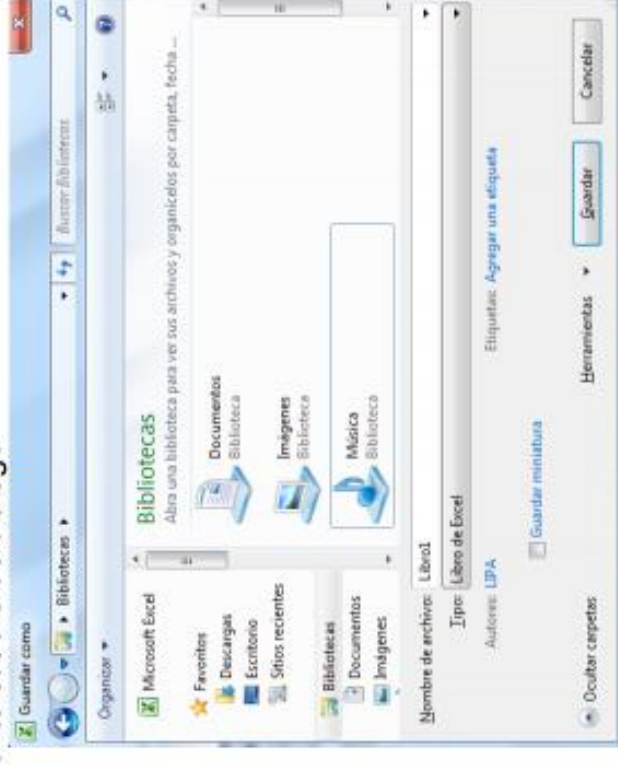 Guardar como
Bibliotecas
Buscar Bibliotecas
Organizar
Microsoft Excel
Favoritos
Descargas
Escritorio
Sitios recientes
Bibliotecas
Documentos
Imágenes
Bibliotecas
Abra una biblioteca para ver sus archivos y organícelos por carpeta, fecha ...
Documentos
Biblioteca
Imágenes
Biblioteca
Música
Biblioteca
Nombre de archivo: Libro1
Tipo: Libro de Excel
Autores: LIPA
Etiquetas: Agregar una etiqueta
Guardar miniatura
Ocultar carpetas
Herramientas
Guardar
Cancelar